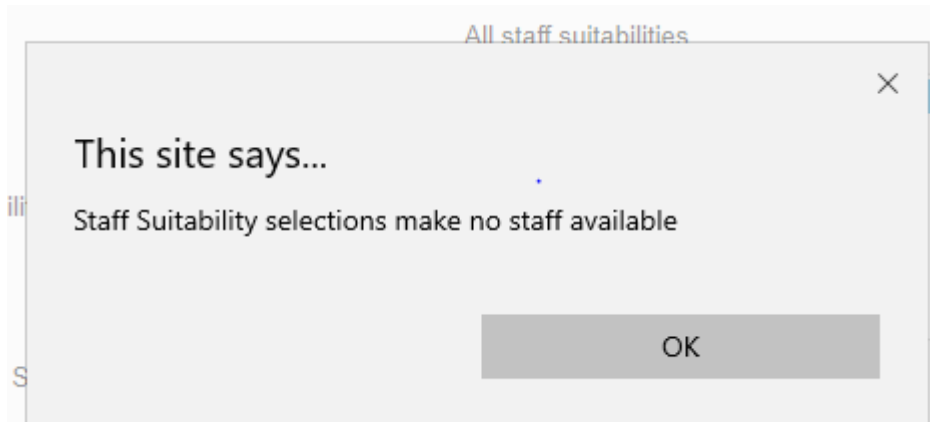 All staff suitabilities
This site says...
Staff Suitability selections make no staff available
OK